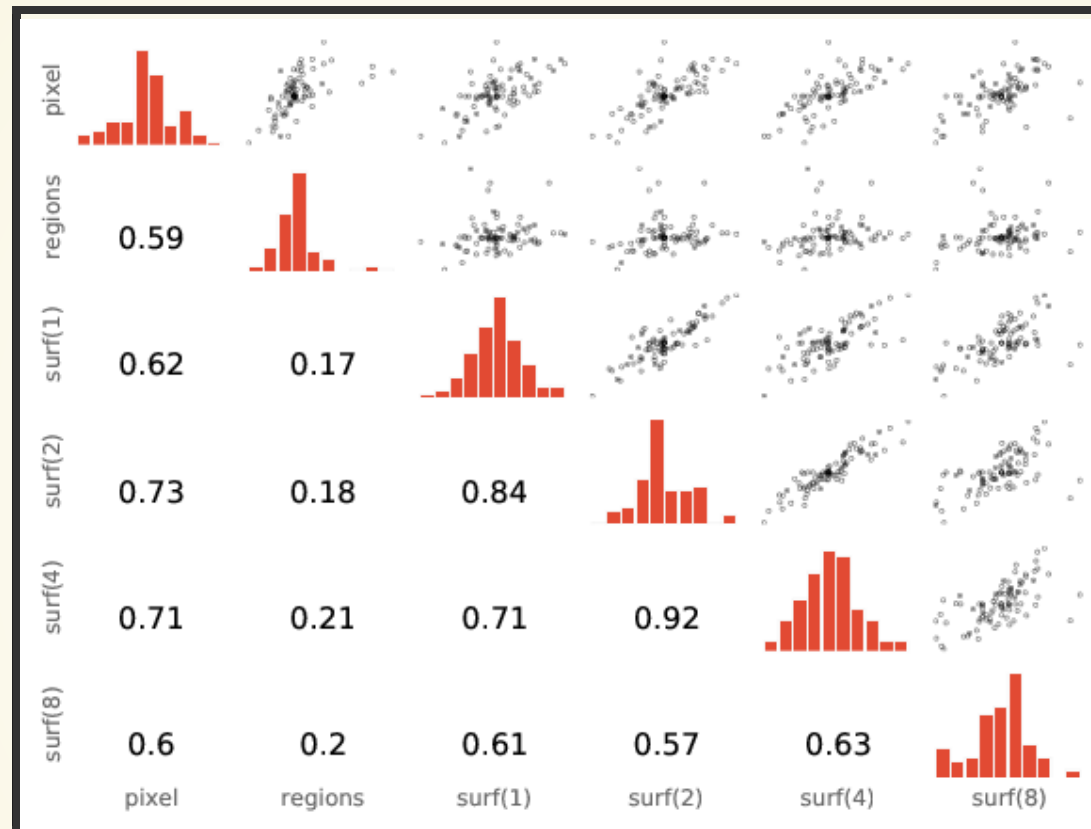 pixel
regions
0.59
surf(1)
0.62 0.17
surf(2)
0.73 0.18 0.84
surf(4)
0.71 0.21 0.71 0.92
surf(8)
0.6 0.2 0.61 0.57 0.63
pixel regions surf(1) surf(2) surf(4) surf(8)